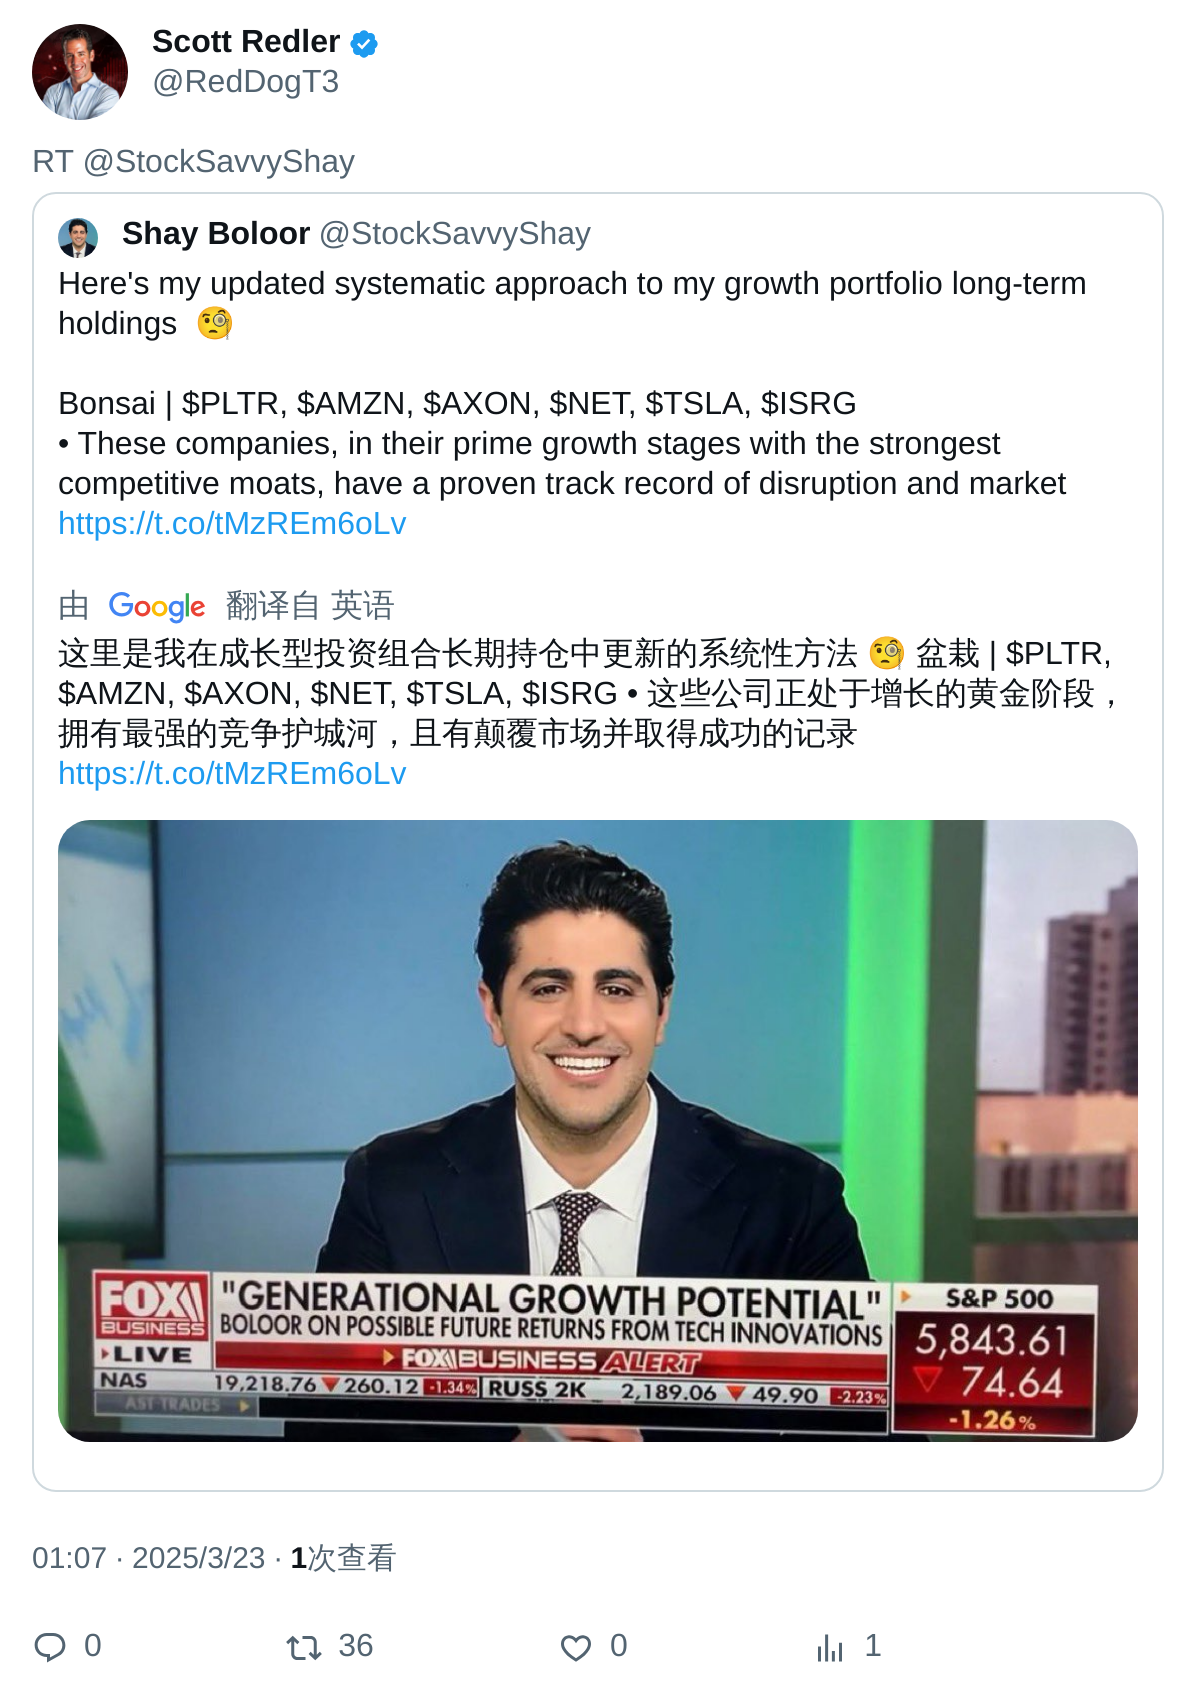 Scott Redler
@RedDogT3
RT @StockSavvyShay
Shay Boloor @StockSavvyShay
Here's my updated systematic approach to my growth portfolio long-term
holdings 🧐
Bonsai | $PLTR, $AMZN, $AXON, $NET, $TSLA, $ISRG
• These companies, in their prime growth stages with the strongest
competitive moats, have a proven track record of disruption and market
https://t.co/tMzREm6oLv
由 Google 翻译自 英语
这里是我在成长型投资组合长期持仓中更新的系统性方法 🧐 盆栽 | $PLTR,
$AMZN, $AXON, $NET, $TSLA, $ISRG • 这些公司正处于增长的黄金阶段，
拥有最强的竞争护城河，且有颠覆市场并取得成功的记录
https://t.co/tMzREm6oLv
FOX BUSINESS
LIVE
"GENERATIONAL GROWTH POTENTIAL"
BOLOOR ON POSSIBLE FUTURE RETURNS FROM TECH INNOVATIONS
FOX BUSINESS ALERT
NAS 19,218.76 ▼ 260.12 -1.34% RUSS 2K 2,189.06 ▼ 49.90 -2.23%
AST TRADES
S&P 500
5,843.61
▼ 74.64
-1.26%
01:07 · 2025/3/23 · 1次查看
0 36 0 1